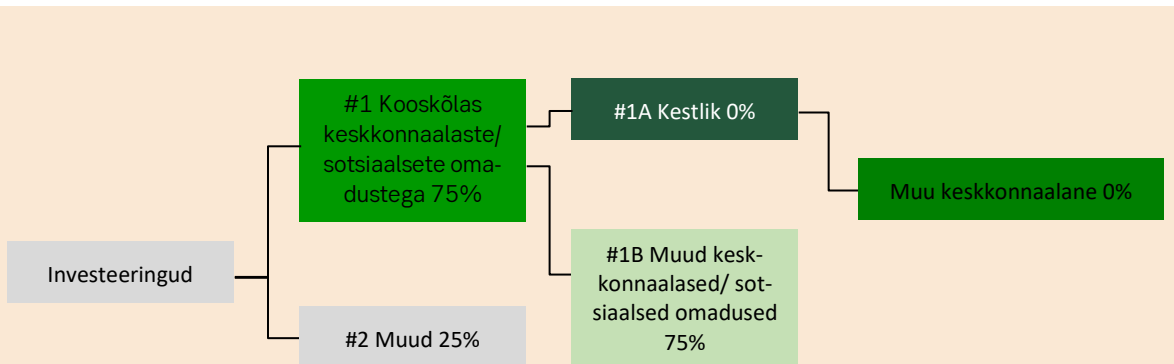 Investeeringud
#1 Kooskõlas
keskkonnaalaste/
sotsiaalsete oma-
dustega 75%
#2 Muud 25%
#1A Kestlik 0%
#1B Muud kesk-
konnaalased/ sot-
siaalsed omadused
75%
Muu keskkonnaalane 0%